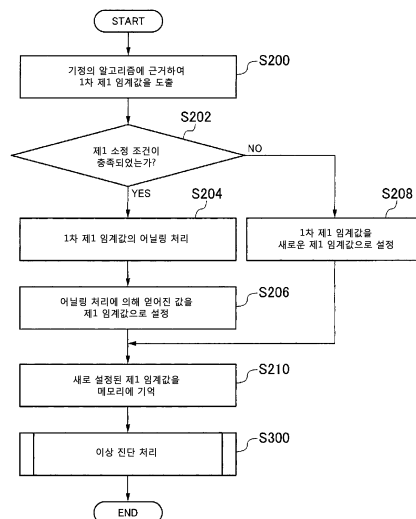 START
기정의 알고리즘에 근거하여
1차 제1 임계값을 도출
S200
S202
제1 소정 조건이
충족되었는가?
NO
YES
S204
1차 제1 임계값의 어닐링 처리
S208
1차 제1 임계값을
새로운 제1 임계값으로 설정
S206
어닐링 처리에 의해 얻어진 값을
제1 임계값으로 설정
S210
새로 설정된 제1 임계값을
메모리에 기억
S300
이상 진단 처리
END